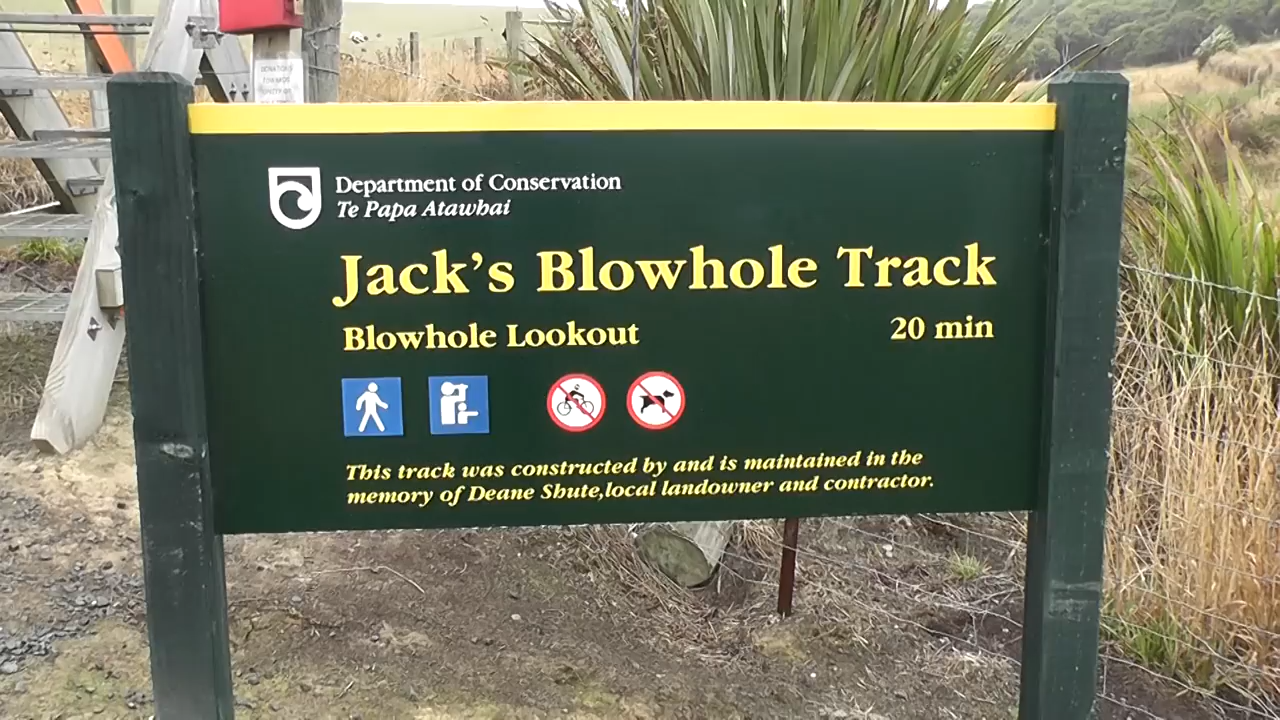 Department of Conservation
Te Papa Atawhai
Jack's Blowhole Track
Blowhole Lookout 20 min
This track was constructed by and is maintained in the
memory of Deane Shute,local landowner and contractor.